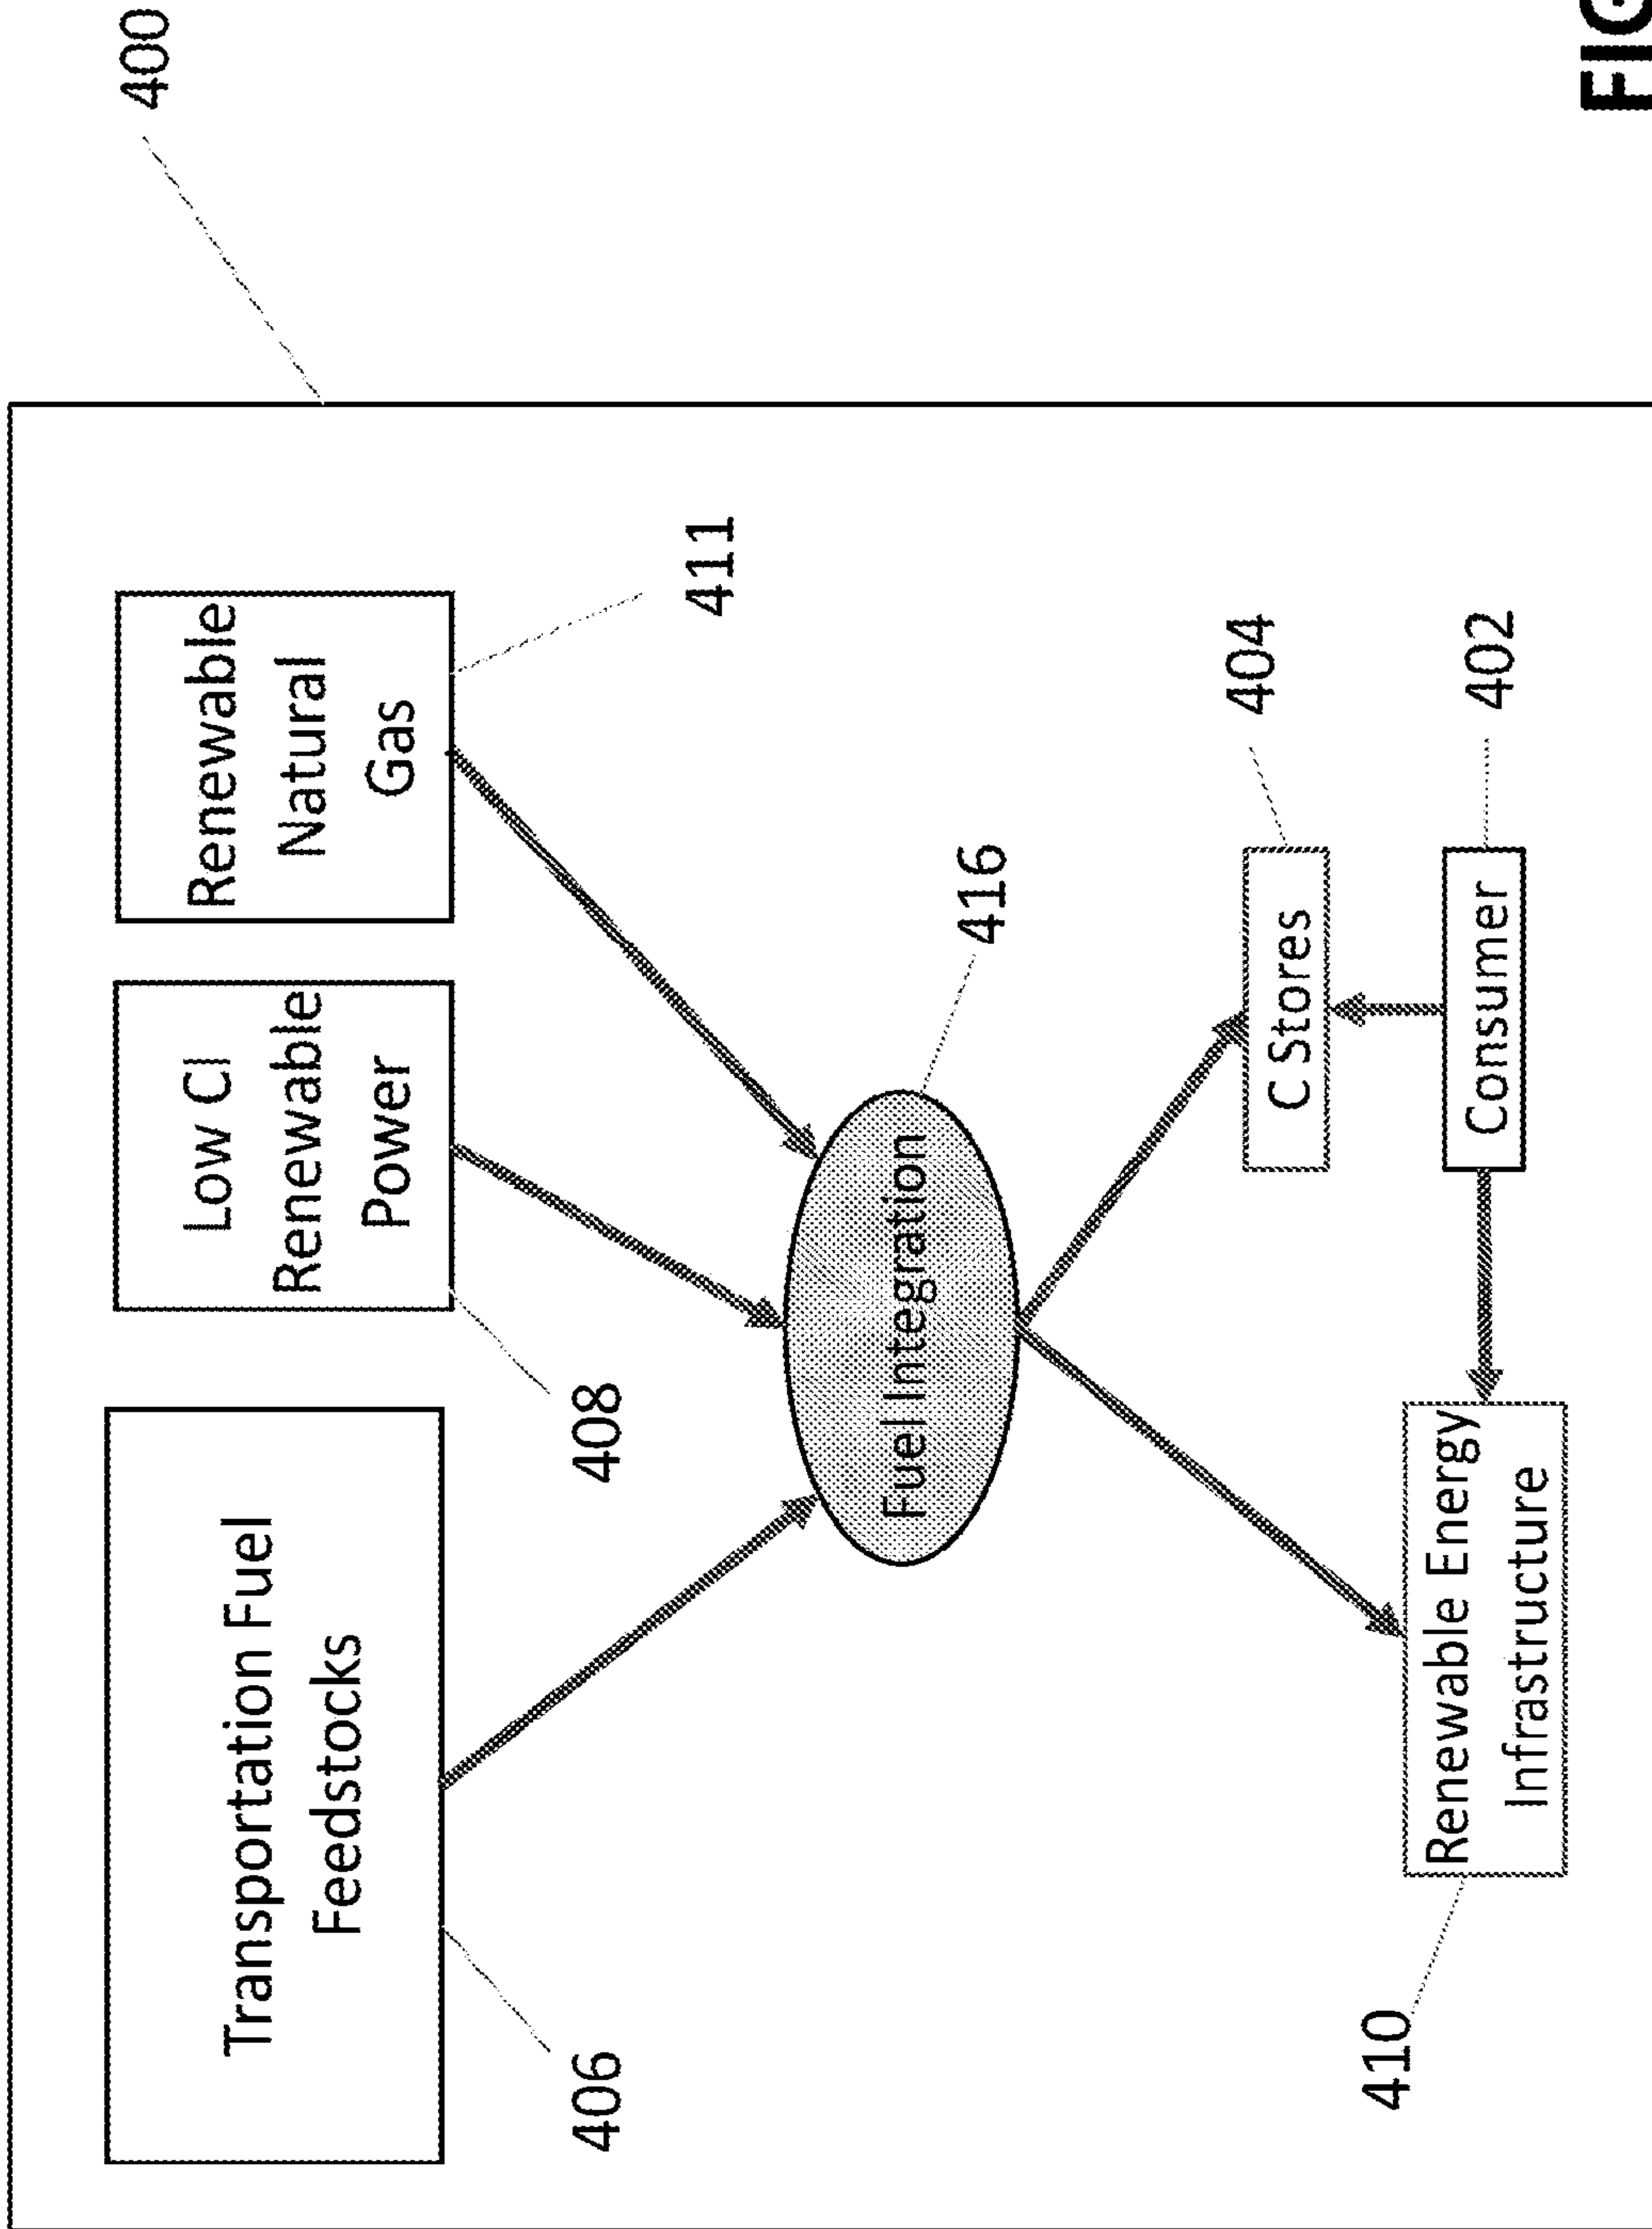 400
Transportation Fuel
Feedstocks
406
Low CI
Renewable
Power
408
Renewable
Natural
Gas
411
Fuel Integration
416
C Stores
404
Consumer
402
Renewable Energy
Infrastructure
410
FIG